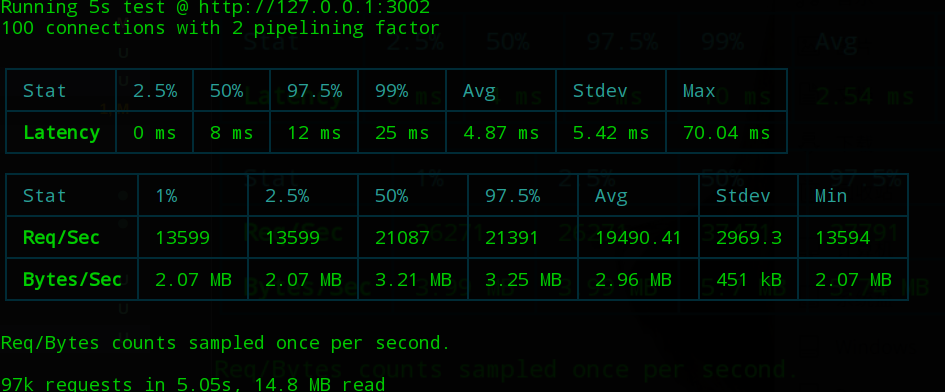 Running 5s test @ http://127.0.0.1:3002
100 connections with 2 pipelining factor
Stat 2.5% 50% 97.5% 99% Avg Stdev Max
Latency 0 ms 8 ms 12 ms 25 ms 4.87 ms 5.42 ms 70.04 ms
Stat 1% 2.5% 50% 97.5% Avg Stdev Min
Req/Sec 13599 13599 21087 21391 19490.41 2969.3 13594
Bytes/Sec 2.07 MB 2.07 MB 3.21 MB 3.25 MB 2.96 MB 451 kB 2.07 MB
Req/Bytes counts sampled once per second.
97k requests in 5.05s, 14.8 MB read